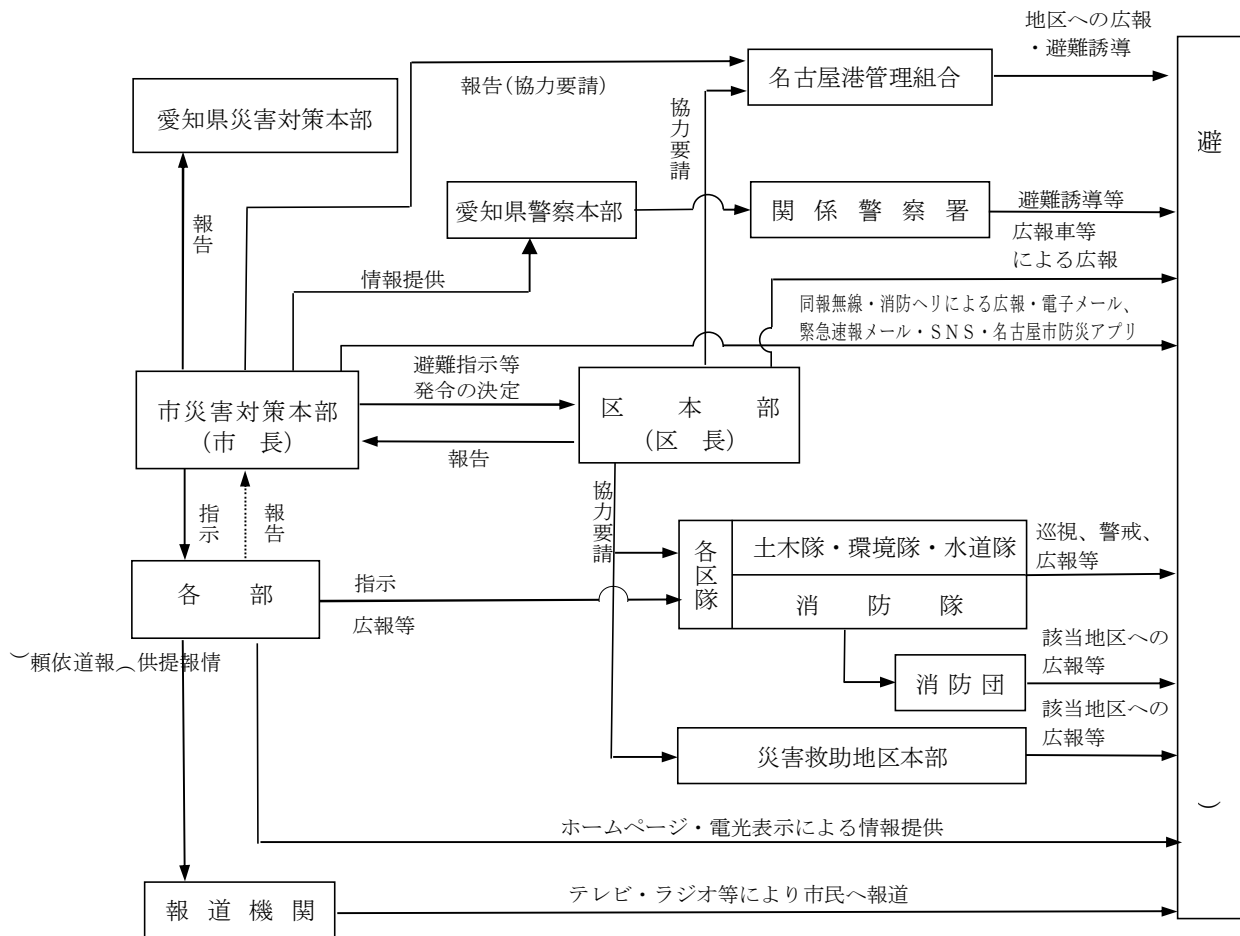 地区への広報
・避難誘導
名古屋港管理組合
報告(協力要請)
愛知県災害対策本部
協力要請
避
愛知県警察本部
関係警察署
避難誘導等
報告
広報車等
による広報
情報提供
同報無線・消防ヘリによる広報・電子メール、
緊急速報メール・SNS・名古屋市防災アプリ
避難指示等
発令の決定
市災害対策本部
(市 長)
区 本 部
(区 長)
報告
協力要請
指示
報告
各区隊
土木隊・環境隊・水道隊
巡視、警戒、
広報等
各 部
指示
消 防 隊
広報等
該当地区への
広報等
︶頼依道報︵供提報情
消防団
該当地区への
広報等
災害救助地区本部
︶
ホームページ・電光表示による情報提供
報道機関
テレビ・ラジオ等により市民へ報道